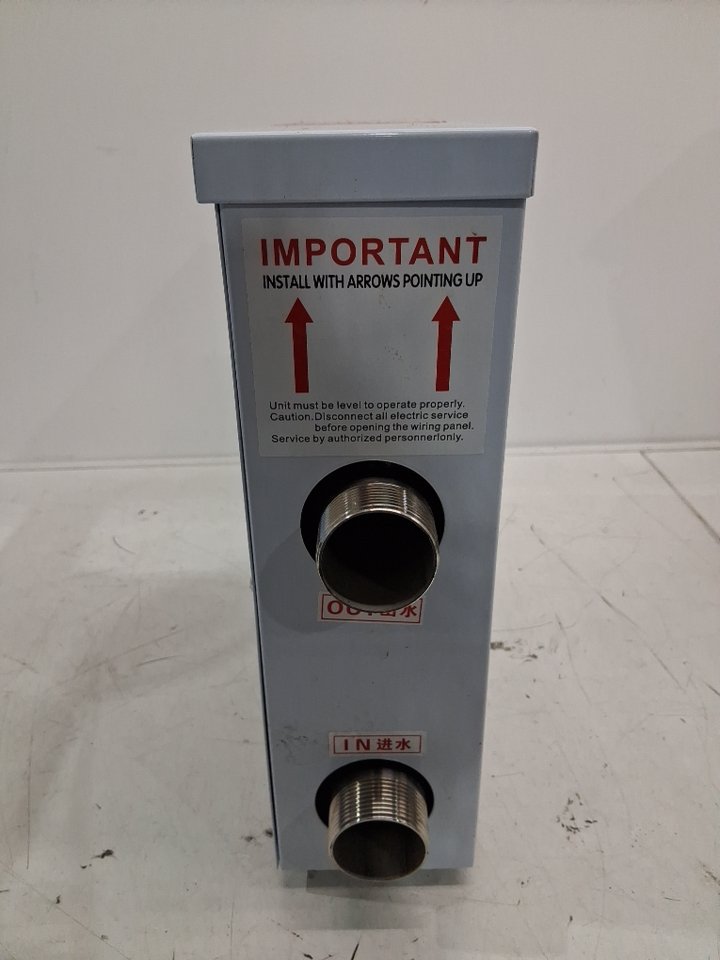 IMPORTANT
INSTALL WITH ARROWS POINTING UP
Unit must be level to operate properly.
Caution.Disconnect all electric service
before opening the wiring panel.
Service by authorized personnerlonly.
OUT出水
IN 进水